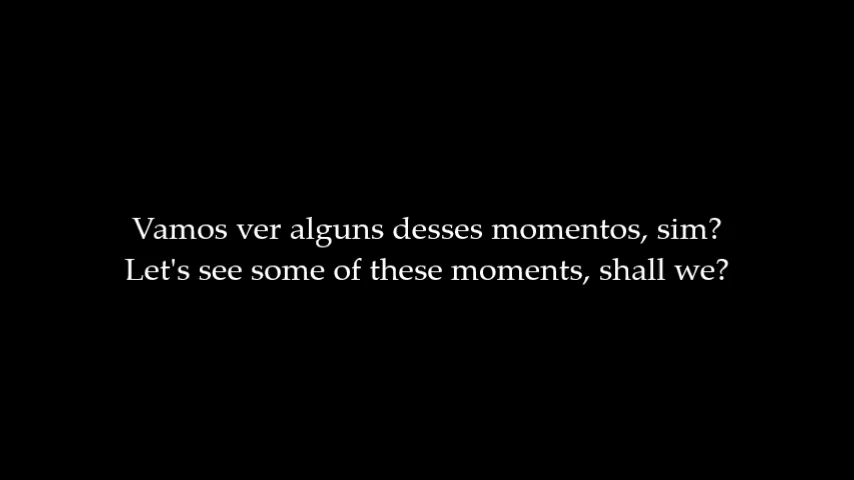 Vamos ver alguns desses momentos, sim?
Let's see some of these moments, shall we?